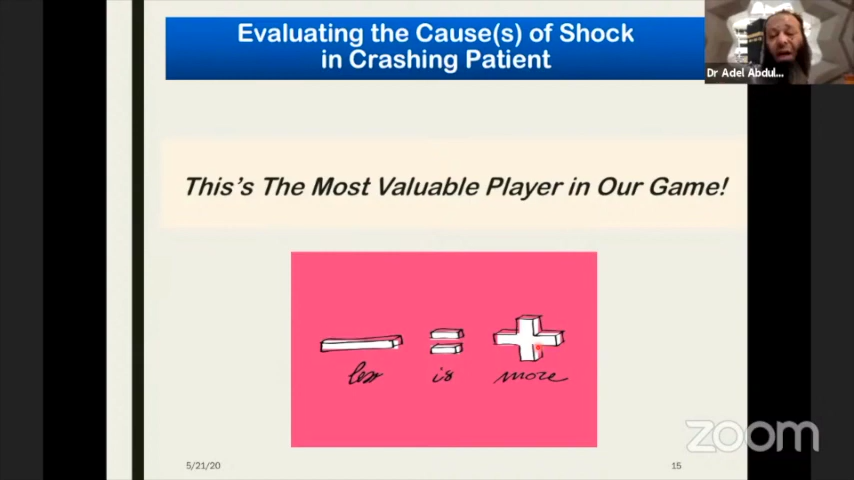 Evaluating the Cause(s) of Shock
in Crashing Patient
Dr Adel Abdul...
This's The Most Valuable Player in Our Game!
less is more
zoom
5/21/20
15